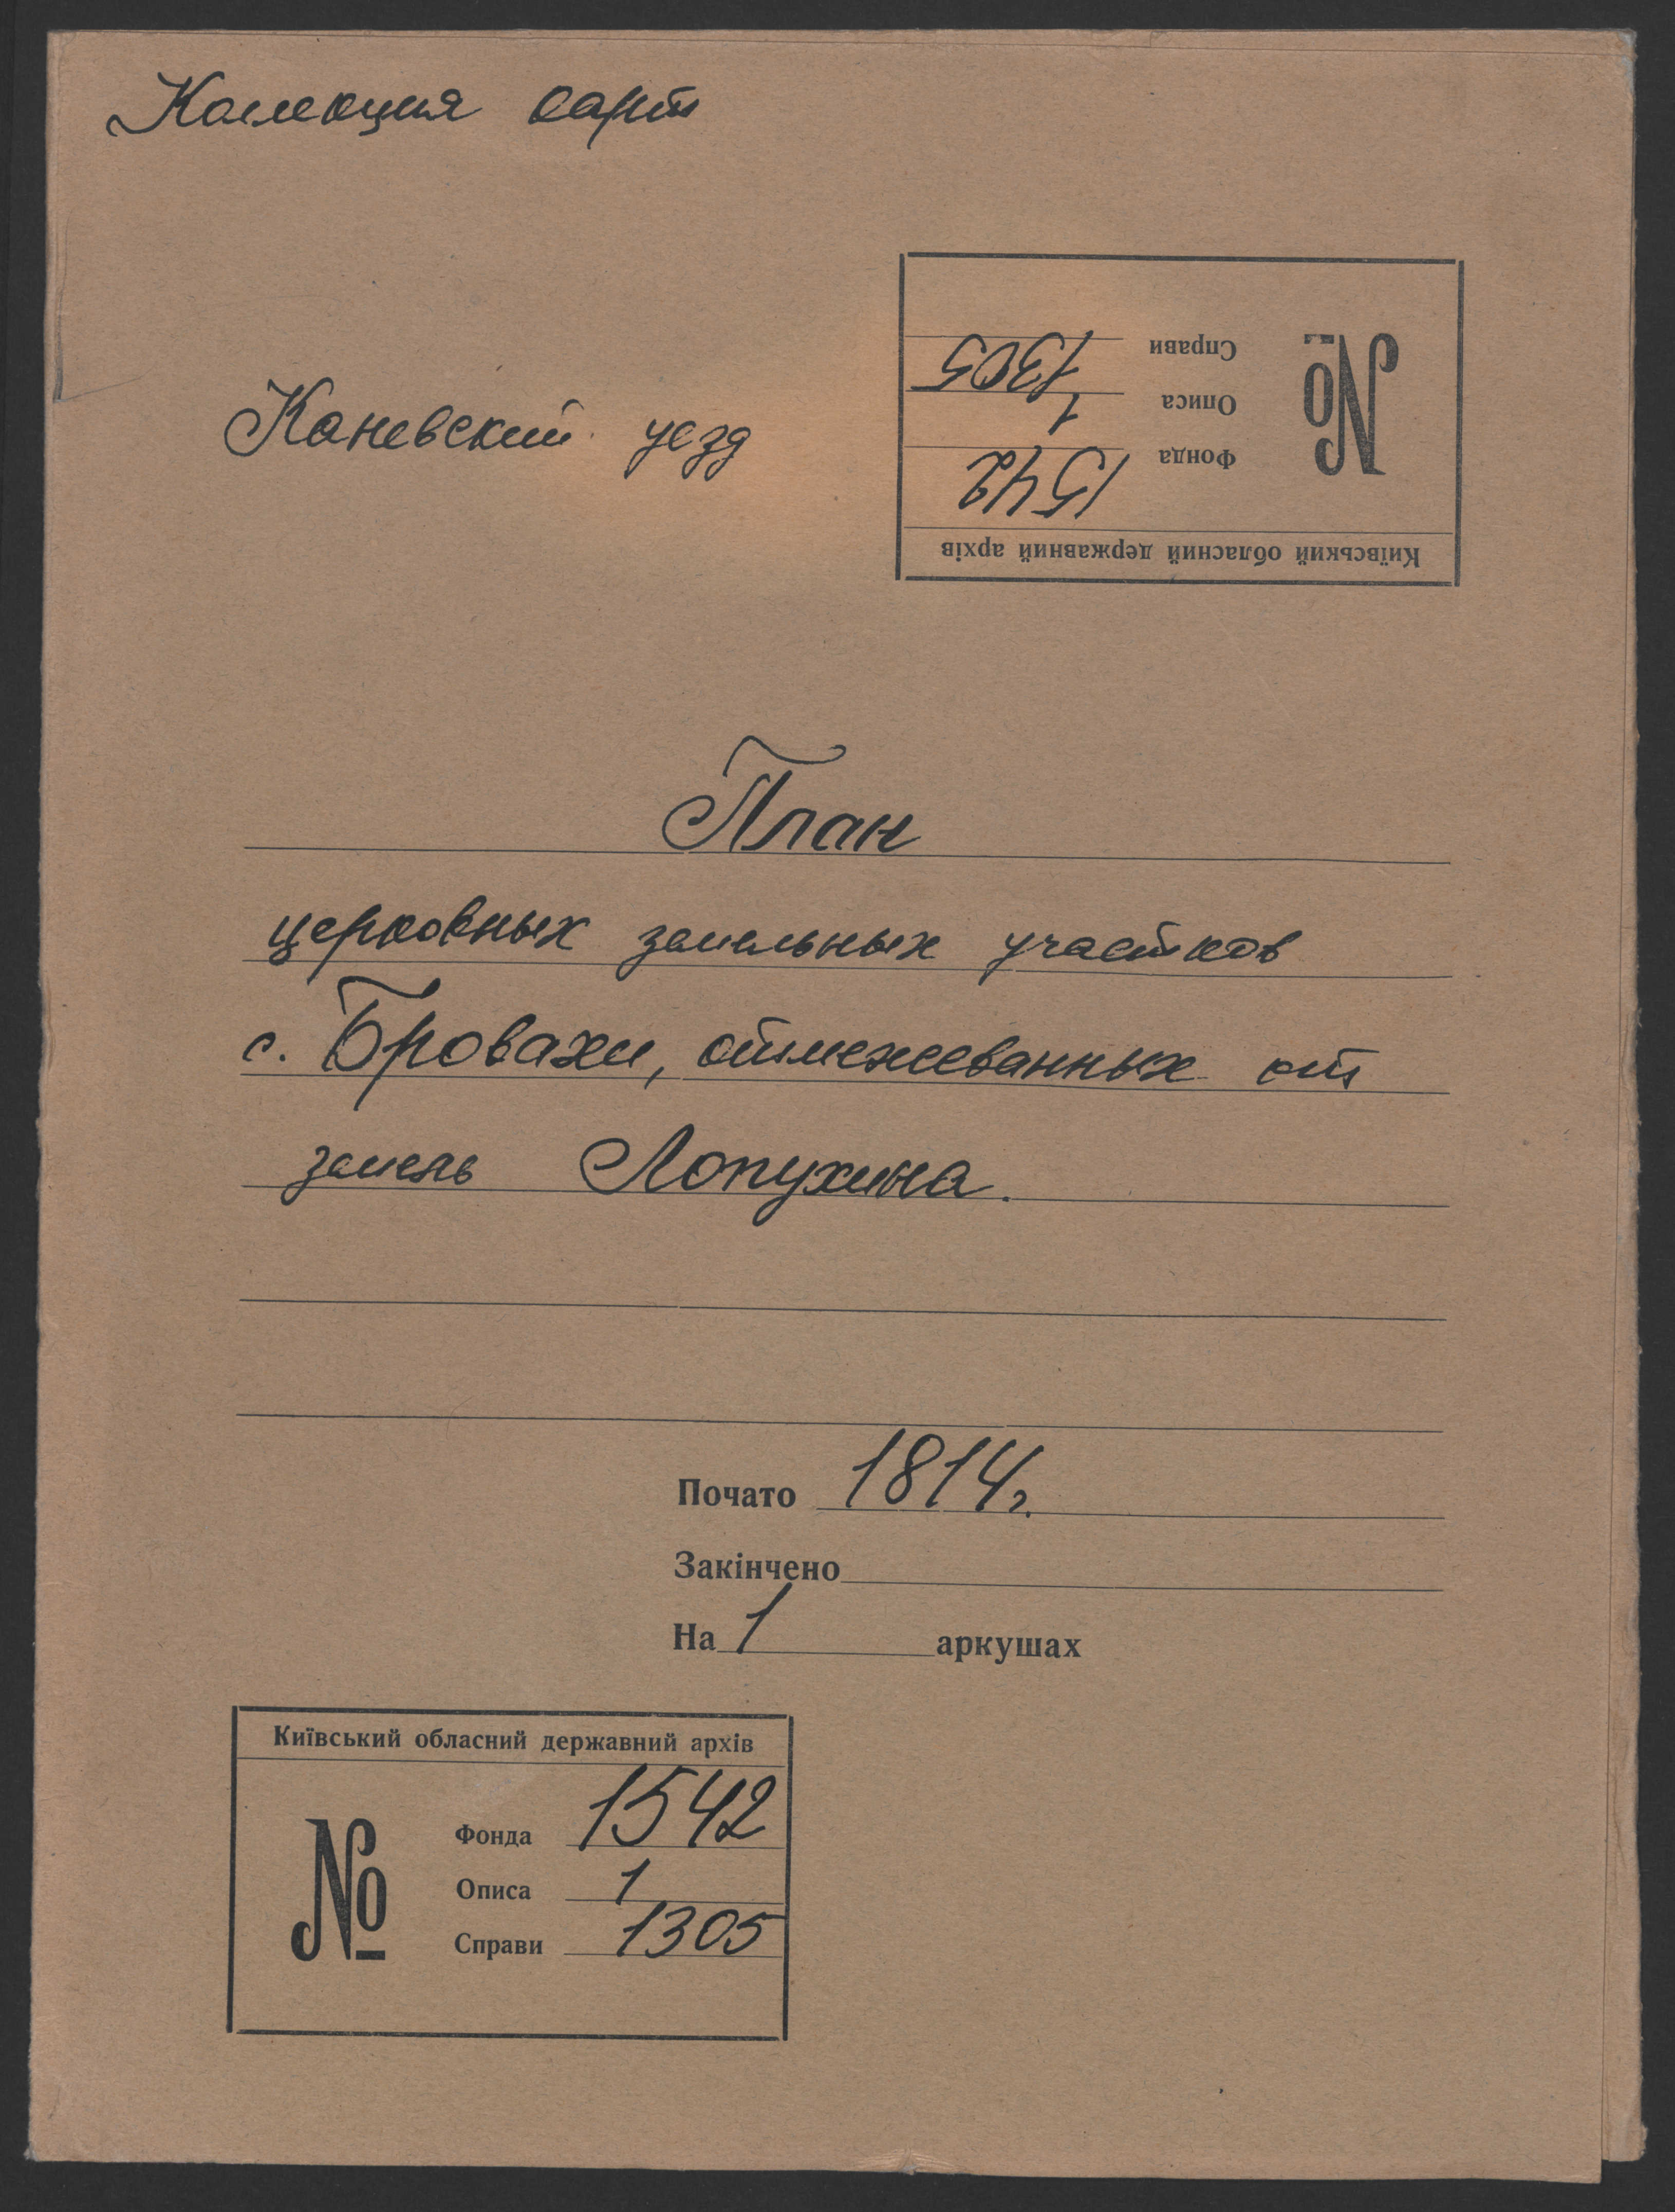 Коллекция карт
Каневский уезд
Київський обласний державний архів
№
Фонда 1542
Описа 1
Справи 1305
План
церковных земельных участков
с. Бровахи, отмежеванных от
земель Лопухина.
Почато 1814 г.
Закінчено
На 1 аркушах
Київський обласний державний архів
№
Фонда 1542
Описа 1
Справи 1305